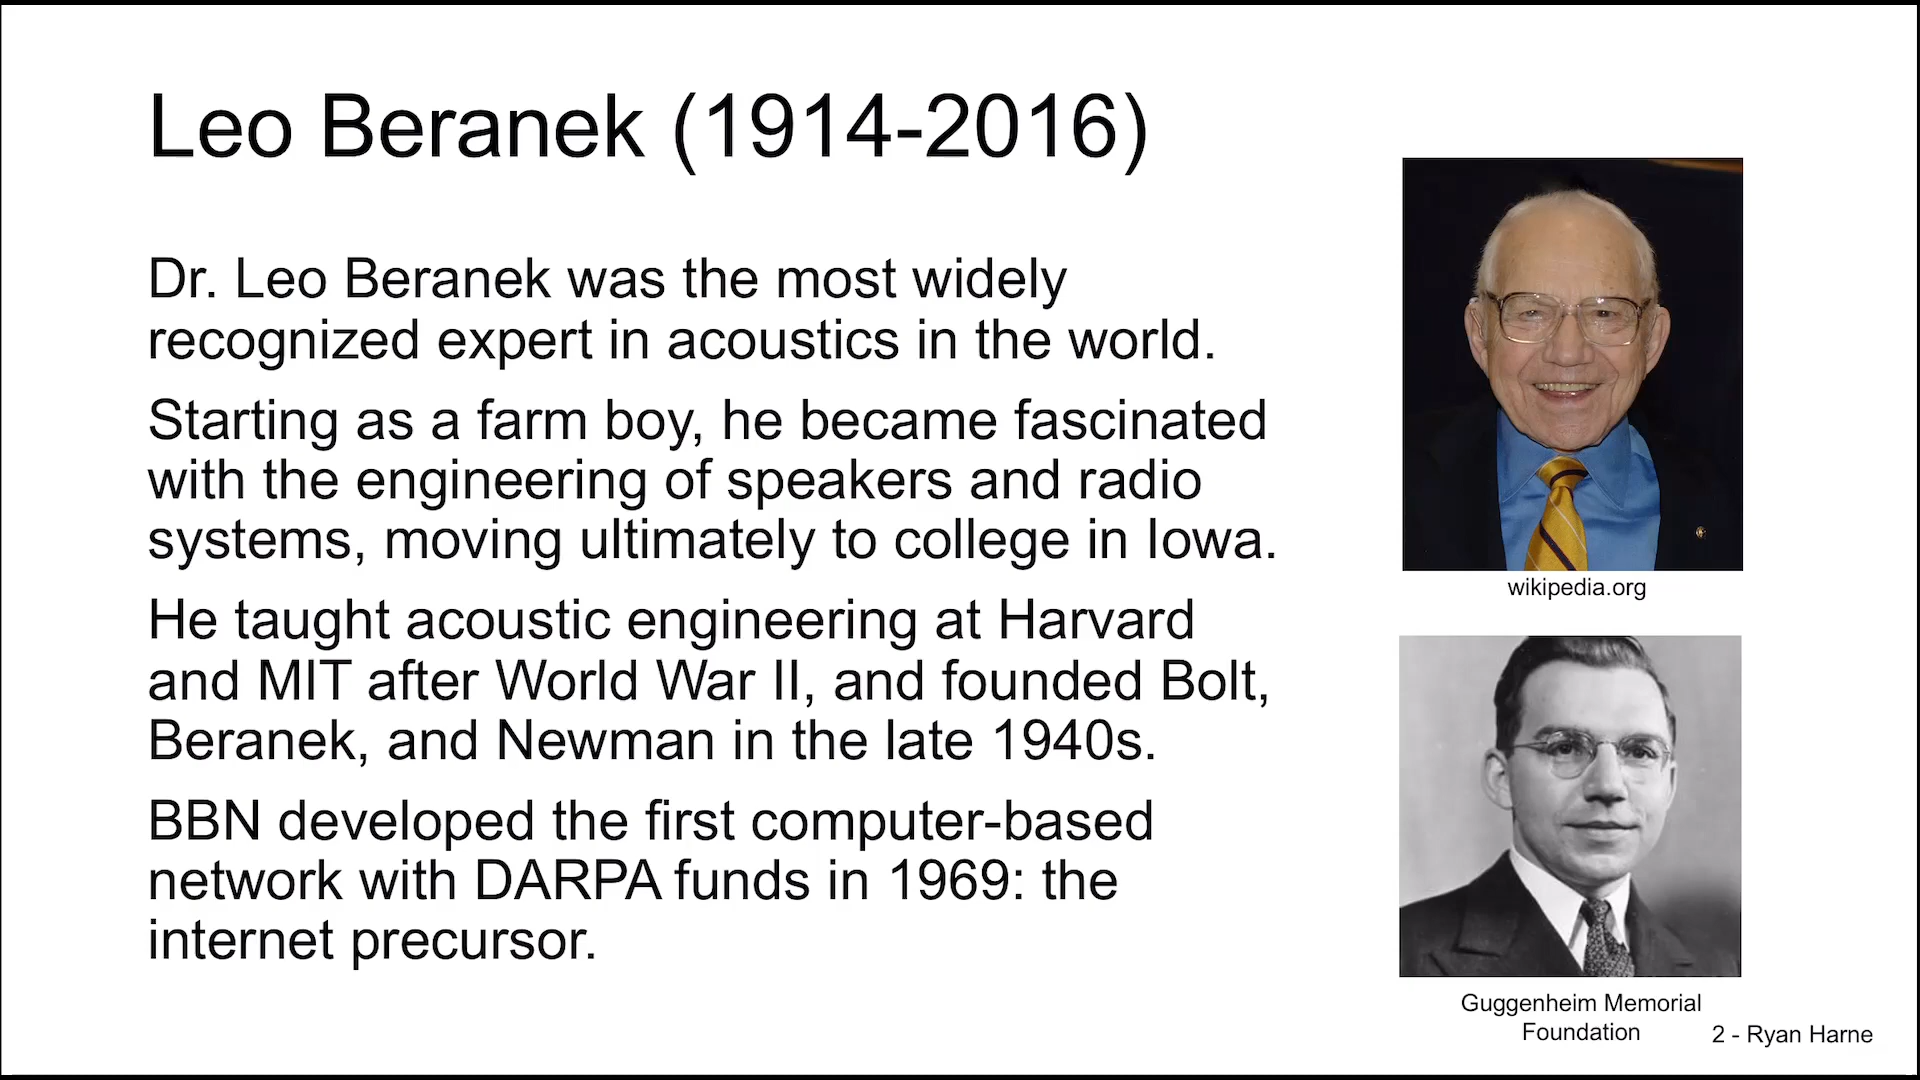 Leo Beranek (1914-2016)
Dr. Leo Beranek was the most widely
recognized expert in acoustics in the world.
Starting as a farm boy, he became fascinated
with the engineering of speakers and radio
systems, moving ultimately to college in Iowa.
He taught acoustic engineering at Harvard
and MIT after World War II, and founded Bolt,
Beranek, and Newman in the late 1940s.
BBN developed the first computer-based
network with DARPA funds in 1969: the
internet precursor.
wikipedia.org
Guggenheim Memorial
Foundation
2 - Ryan Harne